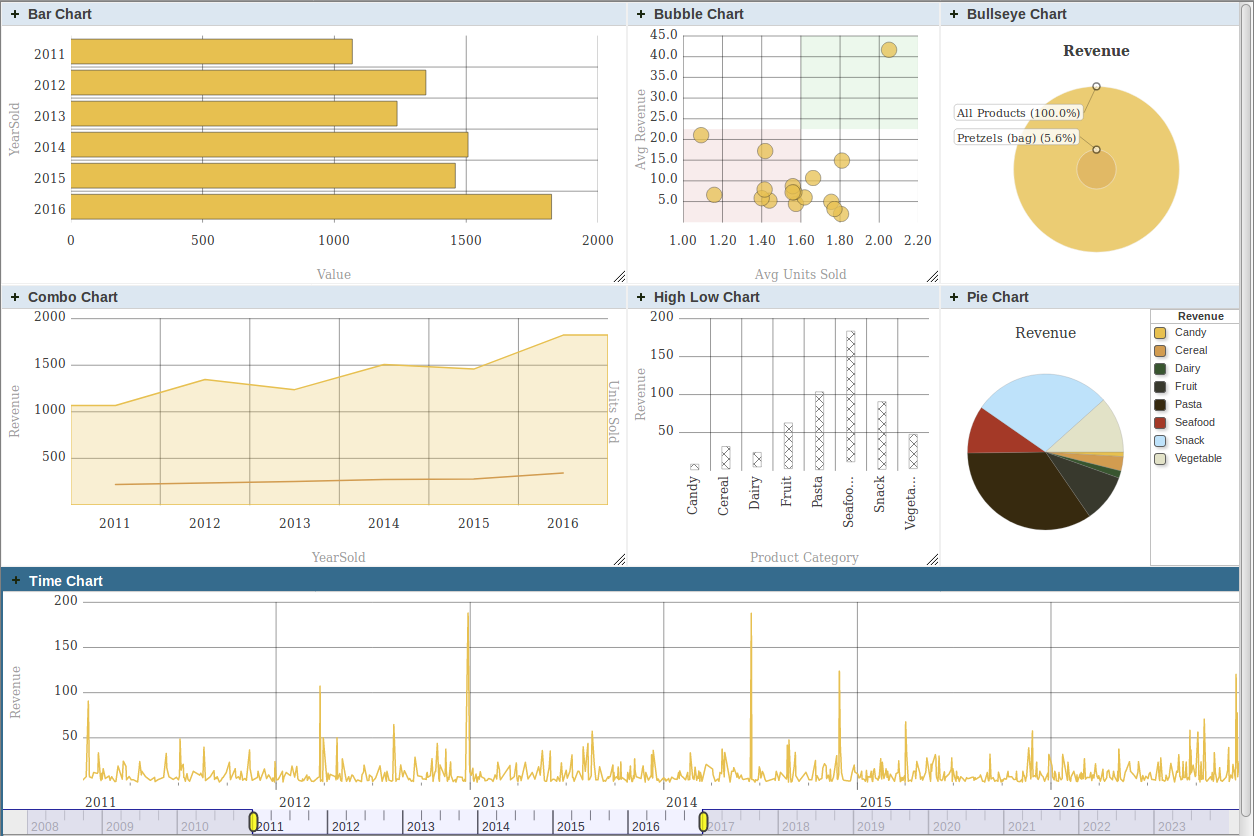 + Bar Chart
2011
2012
2013
2014
2015
2016
YearSold
0 500 1000 1500 2000
Value
+ Bubble Chart
45.0
40.0
35.0
30.0
25.0
20.0
15.0
10.0
5.0
Avg Revenue
1.00 1.20 1.40 1.60 1.80 2.00 2.20
Avg Units Sold
+ Bullseye Chart
Revenue
All Products (100.0%)
Pretzels (bag) (5.6%)
+ Combo Chart
2000
1500
1000
500
Revenue
Units Sold
2011 2012 2013 2014 2015 2016
YearSold
+ High Low Chart
200
150
100
50
Revenue
Candy
Cereal
Dairy
Fruit
Pasta
Seafoo...
Snack
Vegeta...
Product Category
+ Pie Chart
Revenue
Revenue
Candy
Cereal
Dairy
Fruit
Pasta
Seafood
Snack
Vegetable
+ Time Chart
200
150
100
50
Revenue
2011 2012 2013 2014 2015 2016
2008 2009 2010 2011 2012 2013 2014 2015 2016 2017 2018 2019 2020 2021 2022 2023